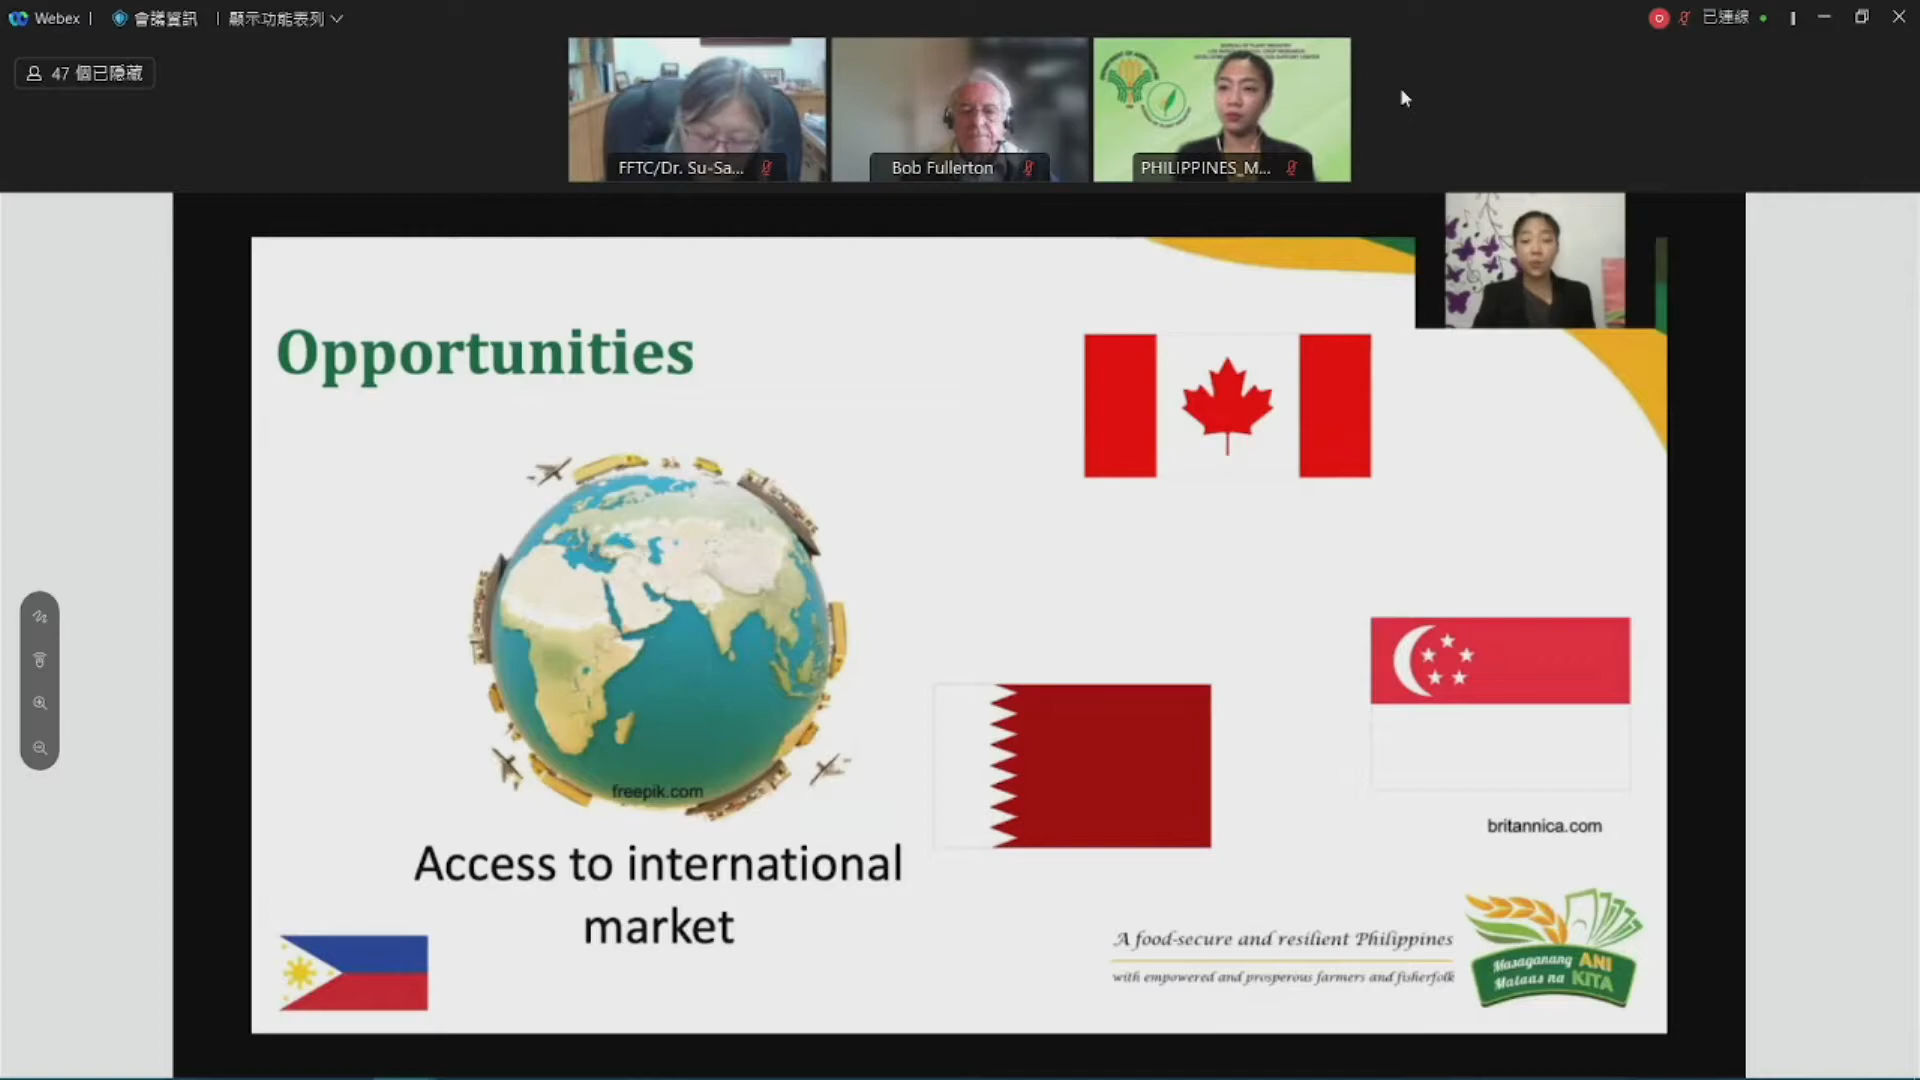 Webex
會議資訊
顯示功能表列
已連線
47 個已隱藏
FFTC/Dr. Su-Sa...
Bob Fullerton
PHILIPPINES_M...
Opportunities
freepik.com
Access to international
market
britannica.com
A food-secure and resilient Philippines
with empowered and prosperous farmers and fisherfolk
Masaganang ANI
Mataas na KITA